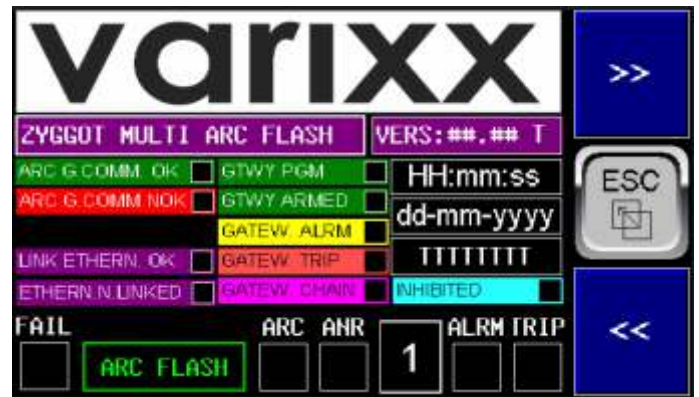 varixx
>>
ZYGGOT MULTI ARC FLASH VERS:##.## T
ARC G.COMM. OK GTWY PGM HH:mm:ss
ESC
ARC G.COMM NOK GTWY ARMED dd-mm-yyyy
GATEW. ALRM
LINK ETHERN. OK GATEW. TRIP TTTTTTTT
ETHERN.N.LINKED GATEW. CHAIN INHIBITED
FAIL ARC ANR ALRM TRIP
<<
ARC FLASH 1